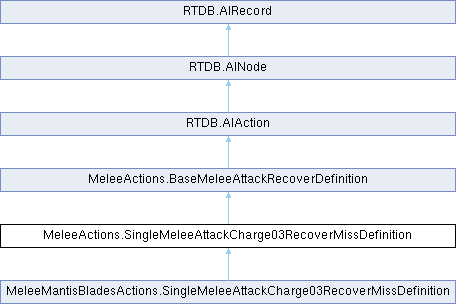 RTDB.AIRecord
RTDB.AINode
RTDB.AIAction
MeleeActions.BaseMeleeAttackRecoverDefinition
MeleeActions.SingleMeleeAttackCharge03RecoverMissDefinition
MeleeMantisBladesActions.SingleMeleeAttackCharge03RecoverMissDefinition